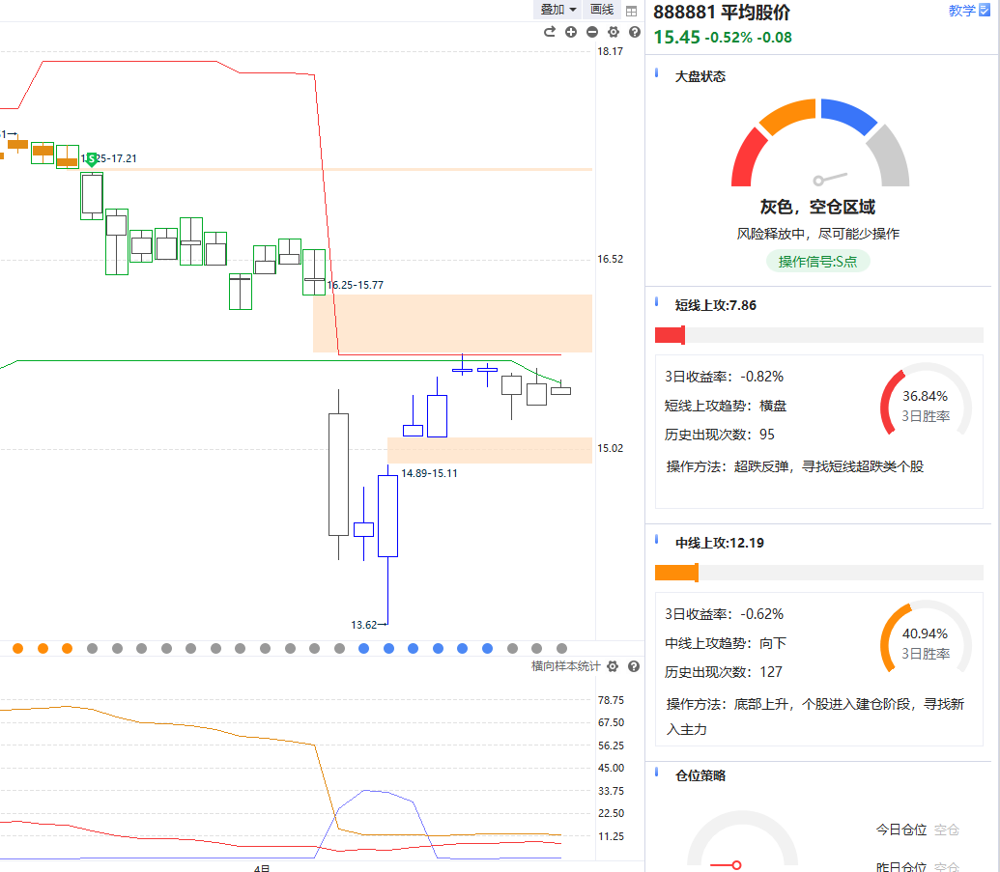 叠加 画线
18.17
1→
S
1 .25-17.21
16.52
16.25-15.77
15.02
14.89-15.11
13.62→
横向样本统计
78.75
67.50
56.25
45.00
33.75
22.50
11.25
4月
888881 平均股价
教学
15.45 -0.52% -0.08
大盘状态
灰色，空仓区域
风险释放中，尽可能少操作
操作信号:S点
短线上攻:7.86
3日收益率：-0.82%
短线上攻趋势：横盘
历史出现次数：95
36.84%
3日胜率
操作方法：超跌反弹，寻找短线超跌类个股
中线上攻:12.19
3日收益率：-0.62%
中线上攻趋势：向下
历史出现次数：127
40.94%
3日胜率
操作方法：底部上升，个股进入建仓阶段，寻找新
入主力
仓位策略
今日仓位 空仓
昨日仓位 空仓